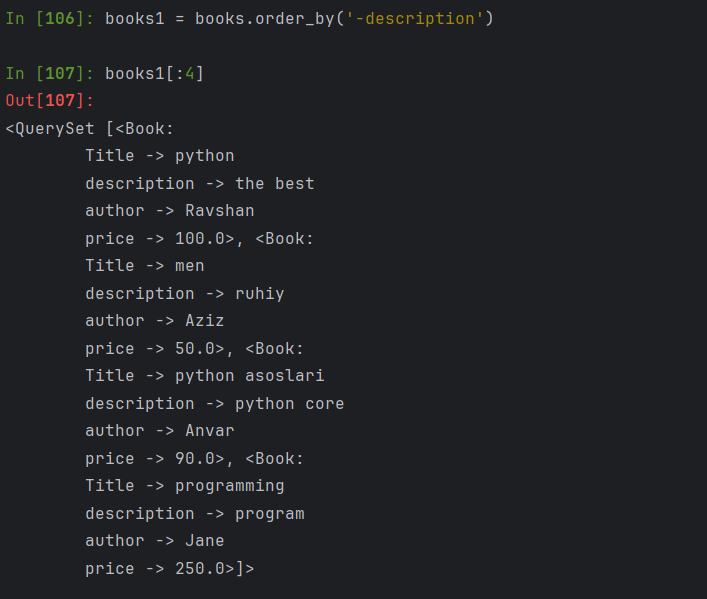 In [106]: books1 = books.order_by('-description')
In [107]: books1[:4]
Out[107]:
<QuerySet [<Book:
        Title -> python
        description -> the best
        author -> Ravshan
        price -> 100.0>, <Book:
        Title -> men
        description -> ruhiy
        author -> Aziz
        price -> 50.0>, <Book:
        Title -> python asoslari
        description -> python core
        author -> Anvar
        price -> 90.0>, <Book:
        Title -> programming
        description -> program
        author -> Jane
        price -> 250.0>]>